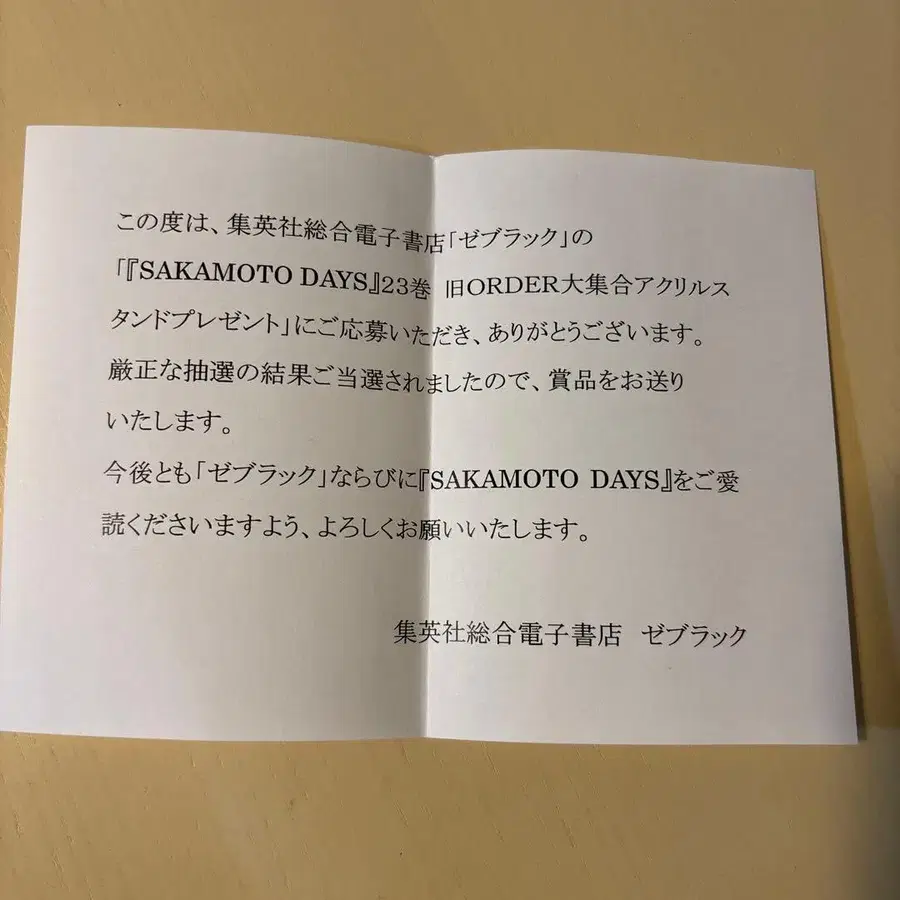 この度は、集英社総合電子書店「ゼブラック」の
「『SAKAMOTO DAYS』23巻 旧ORDER大集合アクリルス
タンドプレゼント」にご応募いただき、ありがとうございます。
厳正な抽選の結果ご当選されましたので、賞品をお送り
いたします。
今後とも「ゼブラック」ならびに『SAKAMOTO DAYS』をご愛
読くださいますよう、よろしくお願いいたします。
集英社総合電子書店 ゼブラック